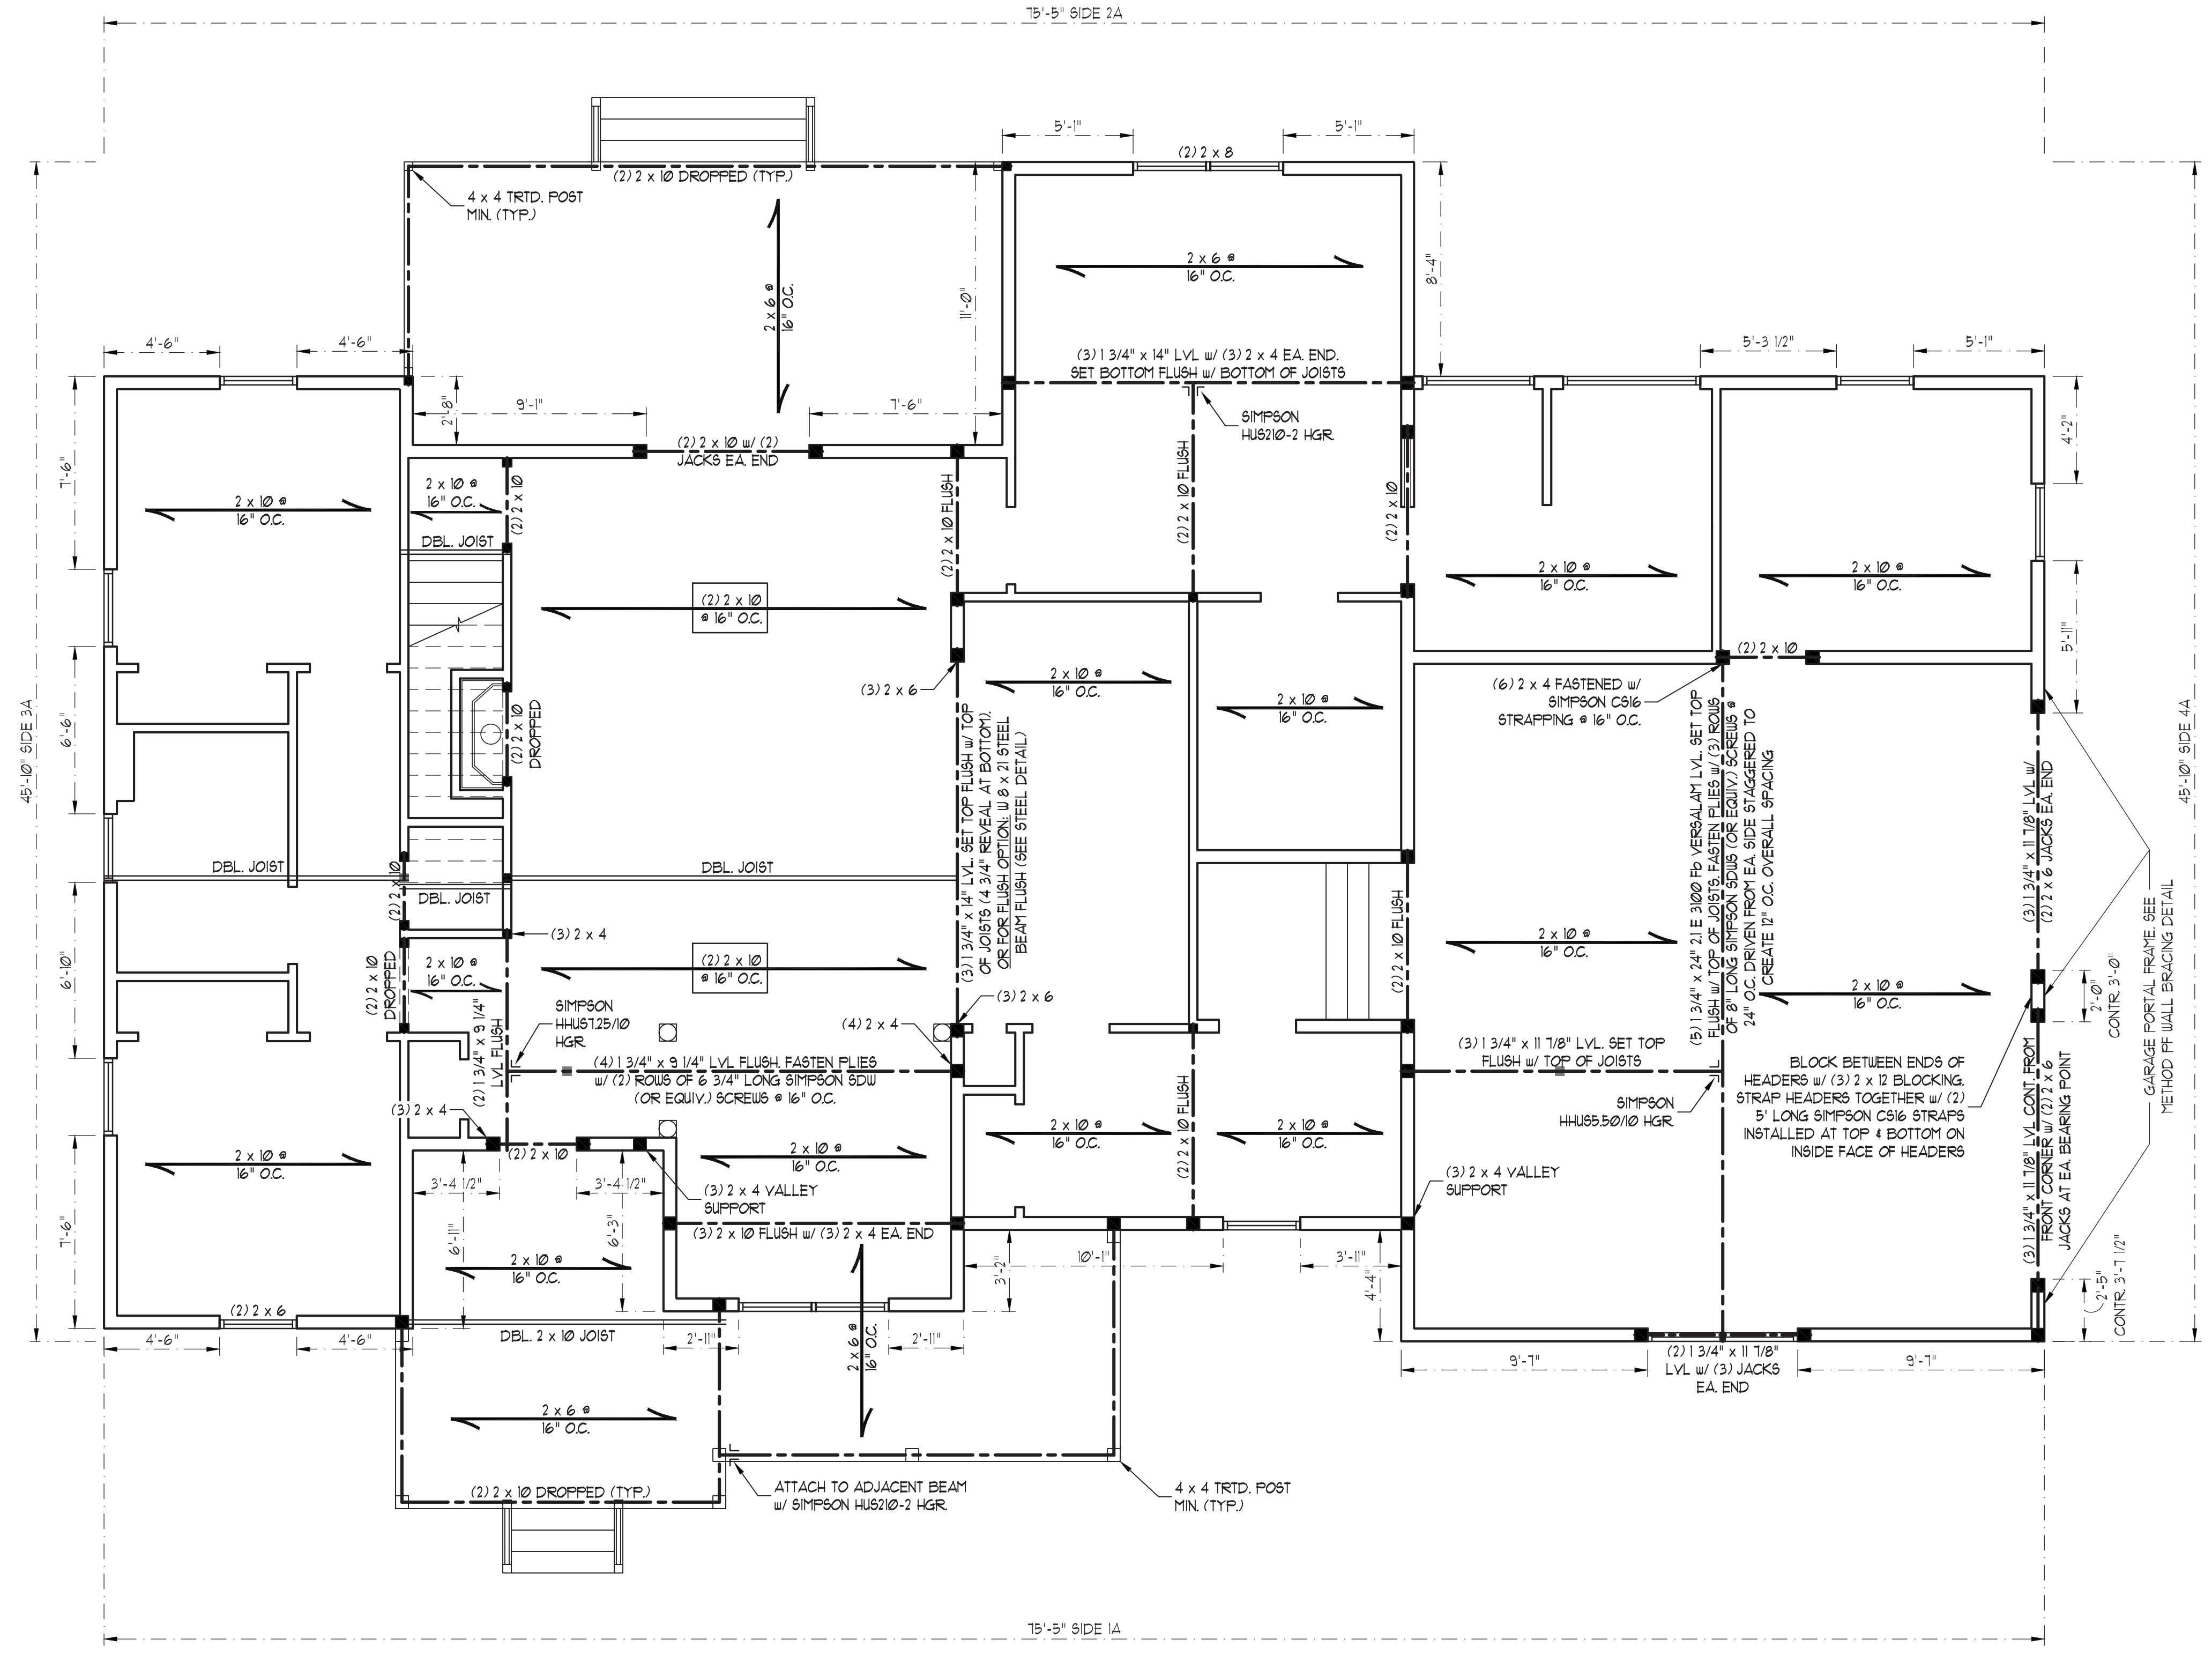 75'-5" SIDE 2A
5'-1"
5'-1"
(2) 2 x 8
(2) 2 x 10 DROPPED (TYP.)
4 x 4 TRTD. POST
MIN. (TYP.)
2 x 6 @
16" O.C.
2 x 6 @
16" O.C.
11'-0"
8'-4"
4'-6"
4'-6"
5'-3 1/2"
5'-1"
(3) 1 3/4" x 14" LVL w/ (3) 2 x 4 EA. END.
SET BOTTOM FLUSH w/ BOTTOM OF JOISTS
2'-8"
9'-1"
7'-6"
SIMPSON
HUS210-2 HGR.
4'-2"
(2) 2 x 10 w/ (2)
JACKS EA. END
7'-6"
2 x 10 @
16" O.C.
2 x 10 @
16" O.C.
(2) 2 x 10
(2) 2 x 10 FLUSH
(2) 2 x 10 FLUSH
(2) 2 x 10
DBL. JOIST
2 x 10 @
16" O.C.
2 x 10 @
16" O.C.
(2) 2 x 10
@ 16" O.C.
5'-11"
(2) 2 x 10
(3) 2 x 6
2 x 10 @
16" O.C.
2 x 10 @
16" O.C.
(6) 2 x 4 FASTENED w/
SIMPSON CS16
STRAPPING @ 16" O.C.
45'-10" SIDE 3A
6'-6"
(2) 2 x 10
DROPPED
(3) 1 3/4" x 14" LVL. SET TOP FLUSH w/ TOP
OF JOISTS (4 3/4" REVEAL AT BOTTOM).
OR FOR FLUSH OPTION: W 8 x 21 STEEL
BEAM FLUSH (SEE STEEL DETAIL)
(5) 1 3/4" x 24" 2.1 E 3100 Fb VERSALAM LVL. SET TOP
FLUSH w/ TOP OF JOISTS. FASTEN PLIES w/ (3) ROWS
OF 8" LONG SIMPSON SDWS (OR EQUIV.) SCREWS @
24" O.C. DRIVEN FROM EA. SIDE STAGGERED TO
CREATE 12" O.C. OVERALL SPACING
(3) 1 3/4" x 11 7/8" LVL w/
(2) 2 x 6 JACKS EA. END
45'-10" SIDE 4A
DBL. JOIST
DBL. JOIST
(2) 2 x 10
DBL. JOIST
(3) 2 x 4
2 x 10 @
16" O.C.
(2) 2 x 10 FLUSH
6'-10"
(2) 2 x 10
DROPPED
2 x 10 @
16" O.C.
(2) 2 x 10
@ 16" O.C.
(3) 2 x 6
2 x 10 @
16" O.C.
2'-0"
CONTR. 3'-0"
GARAGE PORTAL FRAME. SEE
METHOD PF WALL BRACING DETAIL
SIMPSON
HHUS7.25/10
HGR.
(4) 2 x 4
(2) 1 3/4" x 9 1/4"
LVL FLUSH
(4) 1 3/4" x 9 1/4" LVL FLUSH. FASTEN PLIES
w/ (2) ROWS OF 6 3/4" LONG SIMPSON SDW
(OR EQUIV.) SCREWS @ 16" O.C.
(3) 1 3/4" x 11 7/8" LVL. SET TOP
FLUSH w/ TOP OF JOISTS
SIMPSON
HHUS5.50/10 HGR.
BLOCK BETWEEN ENDS OF
HEADERS w/ (3) 2 x 12 BLOCKING.
STRAP HEADERS TOGETHER w/ (2)
5' LONG SIMPSON CS16 STRAPS
INSTALLED AT TOP & BOTTOM ON
INSIDE FACE OF HEADERS
(3) 1 3/4" x 11 7/8" LVL CONT. FROM
FRONT CORNER w/ (2) 2 x 6
JACKS AT EA. BEARING POINT
(3) 2 x 4
(2) 2 x 10
2 x 10 @
16" O.C.
2 x 10 @
16" O.C.
(2) 2 x 10 FLUSH
2 x 10 @
16" O.C.
2 x 10 @
16" O.C.
7'-6"
3'-4 1/2"
3'-4 1/2"
(3) 2 x 4 VALLEY
SUPPORT
(3) 2 x 4 VALLEY
SUPPORT
6'-11"
6'-3"
(3) 2 x 10 FLUSH w/ (3) 2 x 4 EA. END
2 x 10 @
16" O.C.
3'-2"
10'-1"
3'-11"
4'-4"
2'-5"
CONTR. 3'-7 1/2"
(2) 2 x 6
4'-6"
4'-6"
DBL. 2 x 10 JOIST
2'-11"
2'-11"
2 x 6 @
16" O.C.
9'-7"
(2) 1 3/4" x 11 7/8"
LVL w/ (3) JACKS
EA. END
9'-7"
2 x 6 @
16" O.C.
(2) 2 x 10 DROPPED (TYP.)
ATTACH TO ADJACENT BEAM
w/ SIMPSON HUS210-2 HGR.
4 x 4 TRTD. POST
MIN. (TYP.)
75'-5" SIDE 1A